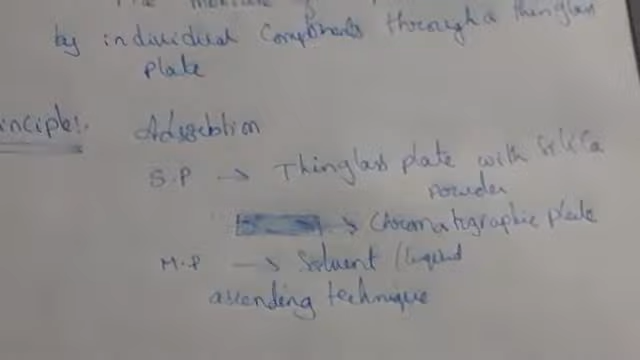 by individual Components through a thinglass
plate
inciple:. Adsorbtion
S.P → Thinglass plate with Silica
powder
→ Chromatographic plate
M.P → Solvent / liquid
ascending technique